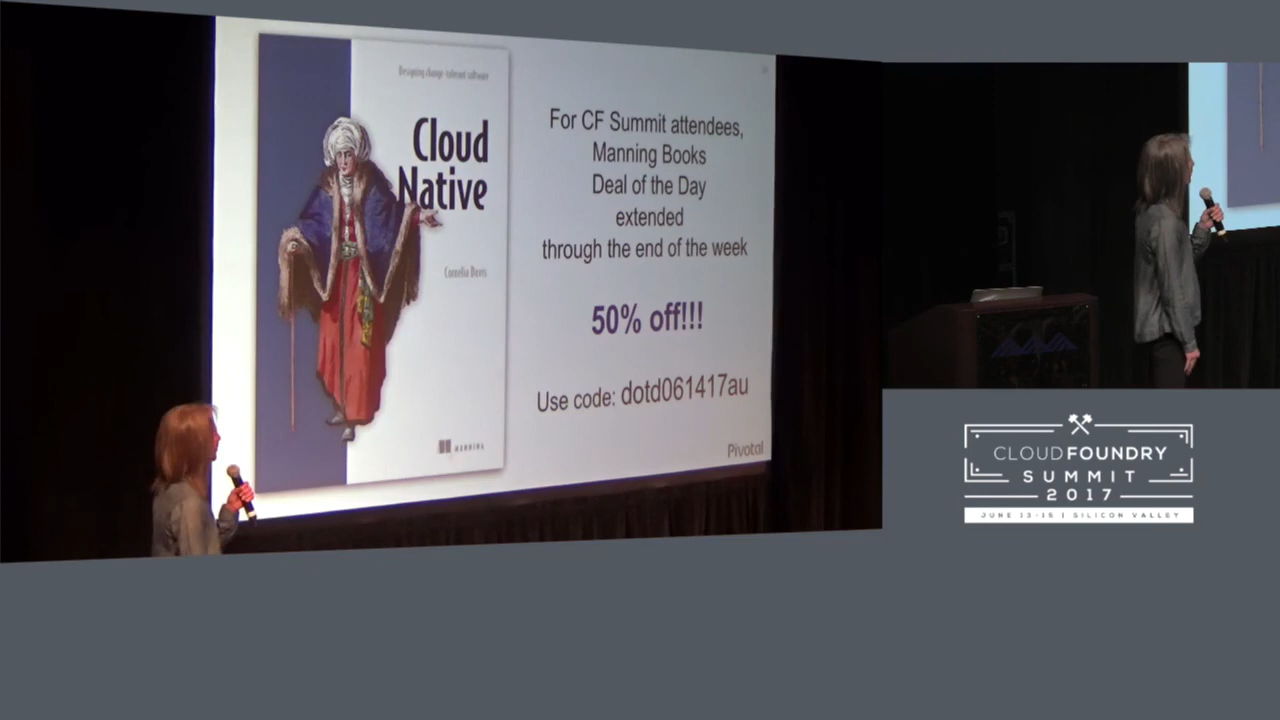 Designing change-tolerant software
Cloud
Native
Cornelia Davis
MANNING
For CF Summit attendees,
Manning Books
Deal of the Day
extended
through the end of the week
50% off!!!
Use code: dotd061417au
Pivotal
CLOUD FOUNDRY
SUMMIT
2017
JUNE 13-15 | SILICON VALLEY